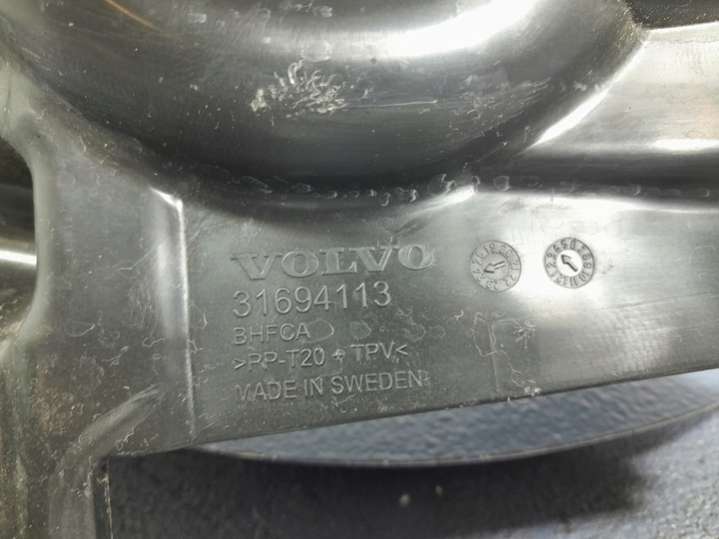 VOLVO
31694113
BHFCA
>PP-T20 + TPV<
MADE IN SWEDEN